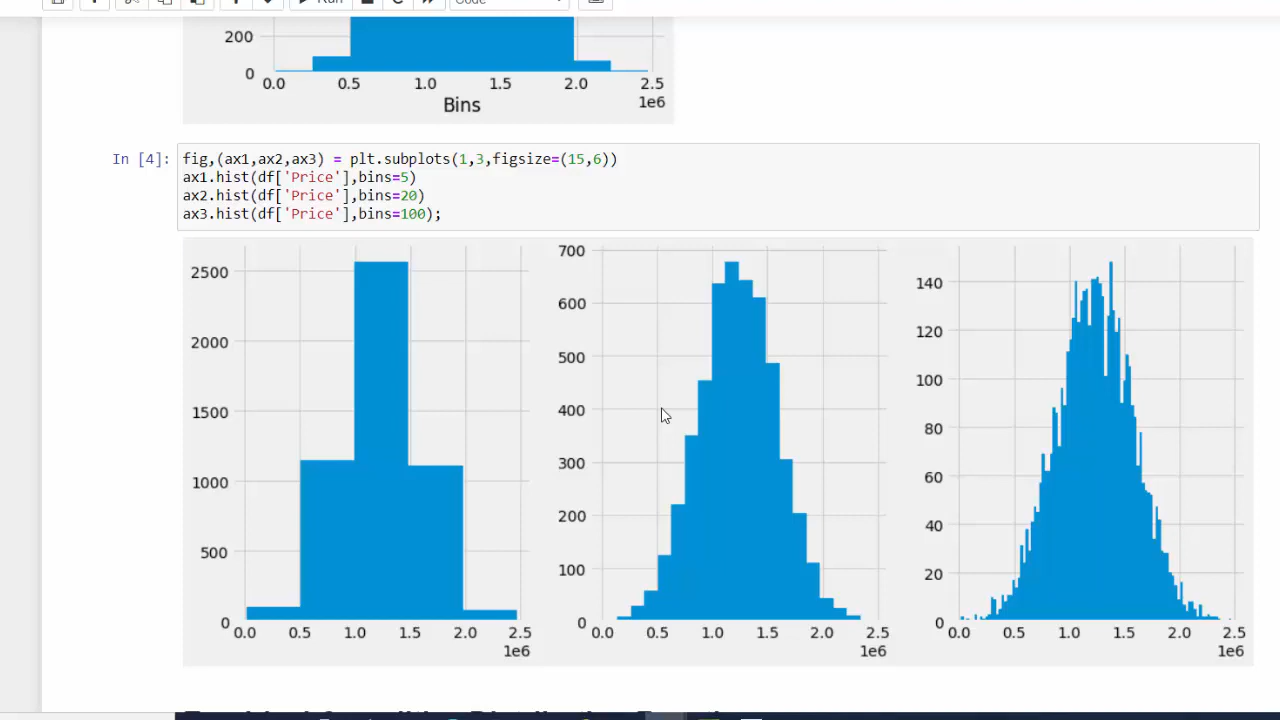 Run
Code
200
0
0.0 0.5 1.0 1.5 2.0 2.5
1e6
Bins
In [4]:
fig,(ax1,ax2,ax3) = plt.subplots(1,3,figsize=(15,6))
ax1.hist(df['Price'],bins=5)
ax2.hist(df['Price'],bins=20)
ax3.hist(df['Price'],bins=100);
2500
2000
1500
1000
500
0
0.0 0.5 1.0 1.5 2.0 2.5
1e6
700
600
500
400
300
200
100
0
0.0 0.5 1.0 1.5 2.0 2.5
1e6
140
120
100
80
60
40
20
0
0.0 0.5 1.0 1.5 2.0 2.5
1e6